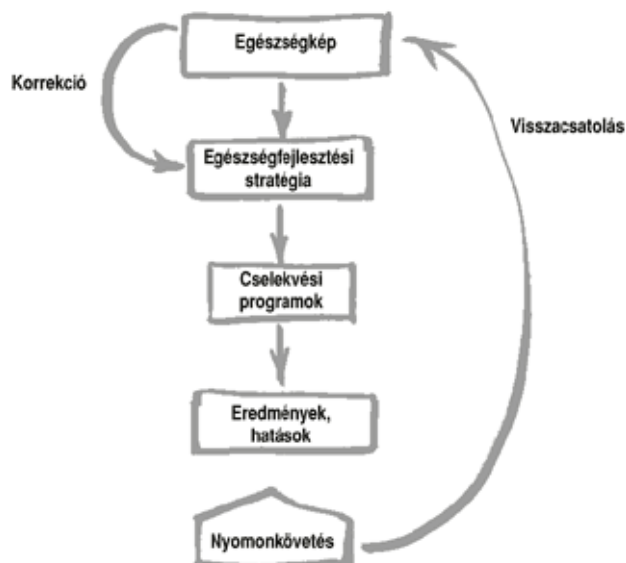 Egészségkép
Korrekció
Visszacsatolás
Egészségfejlesztési
stratégia
Cselekvési
programok
Eredmények,
hatások
Nyomonkövetés